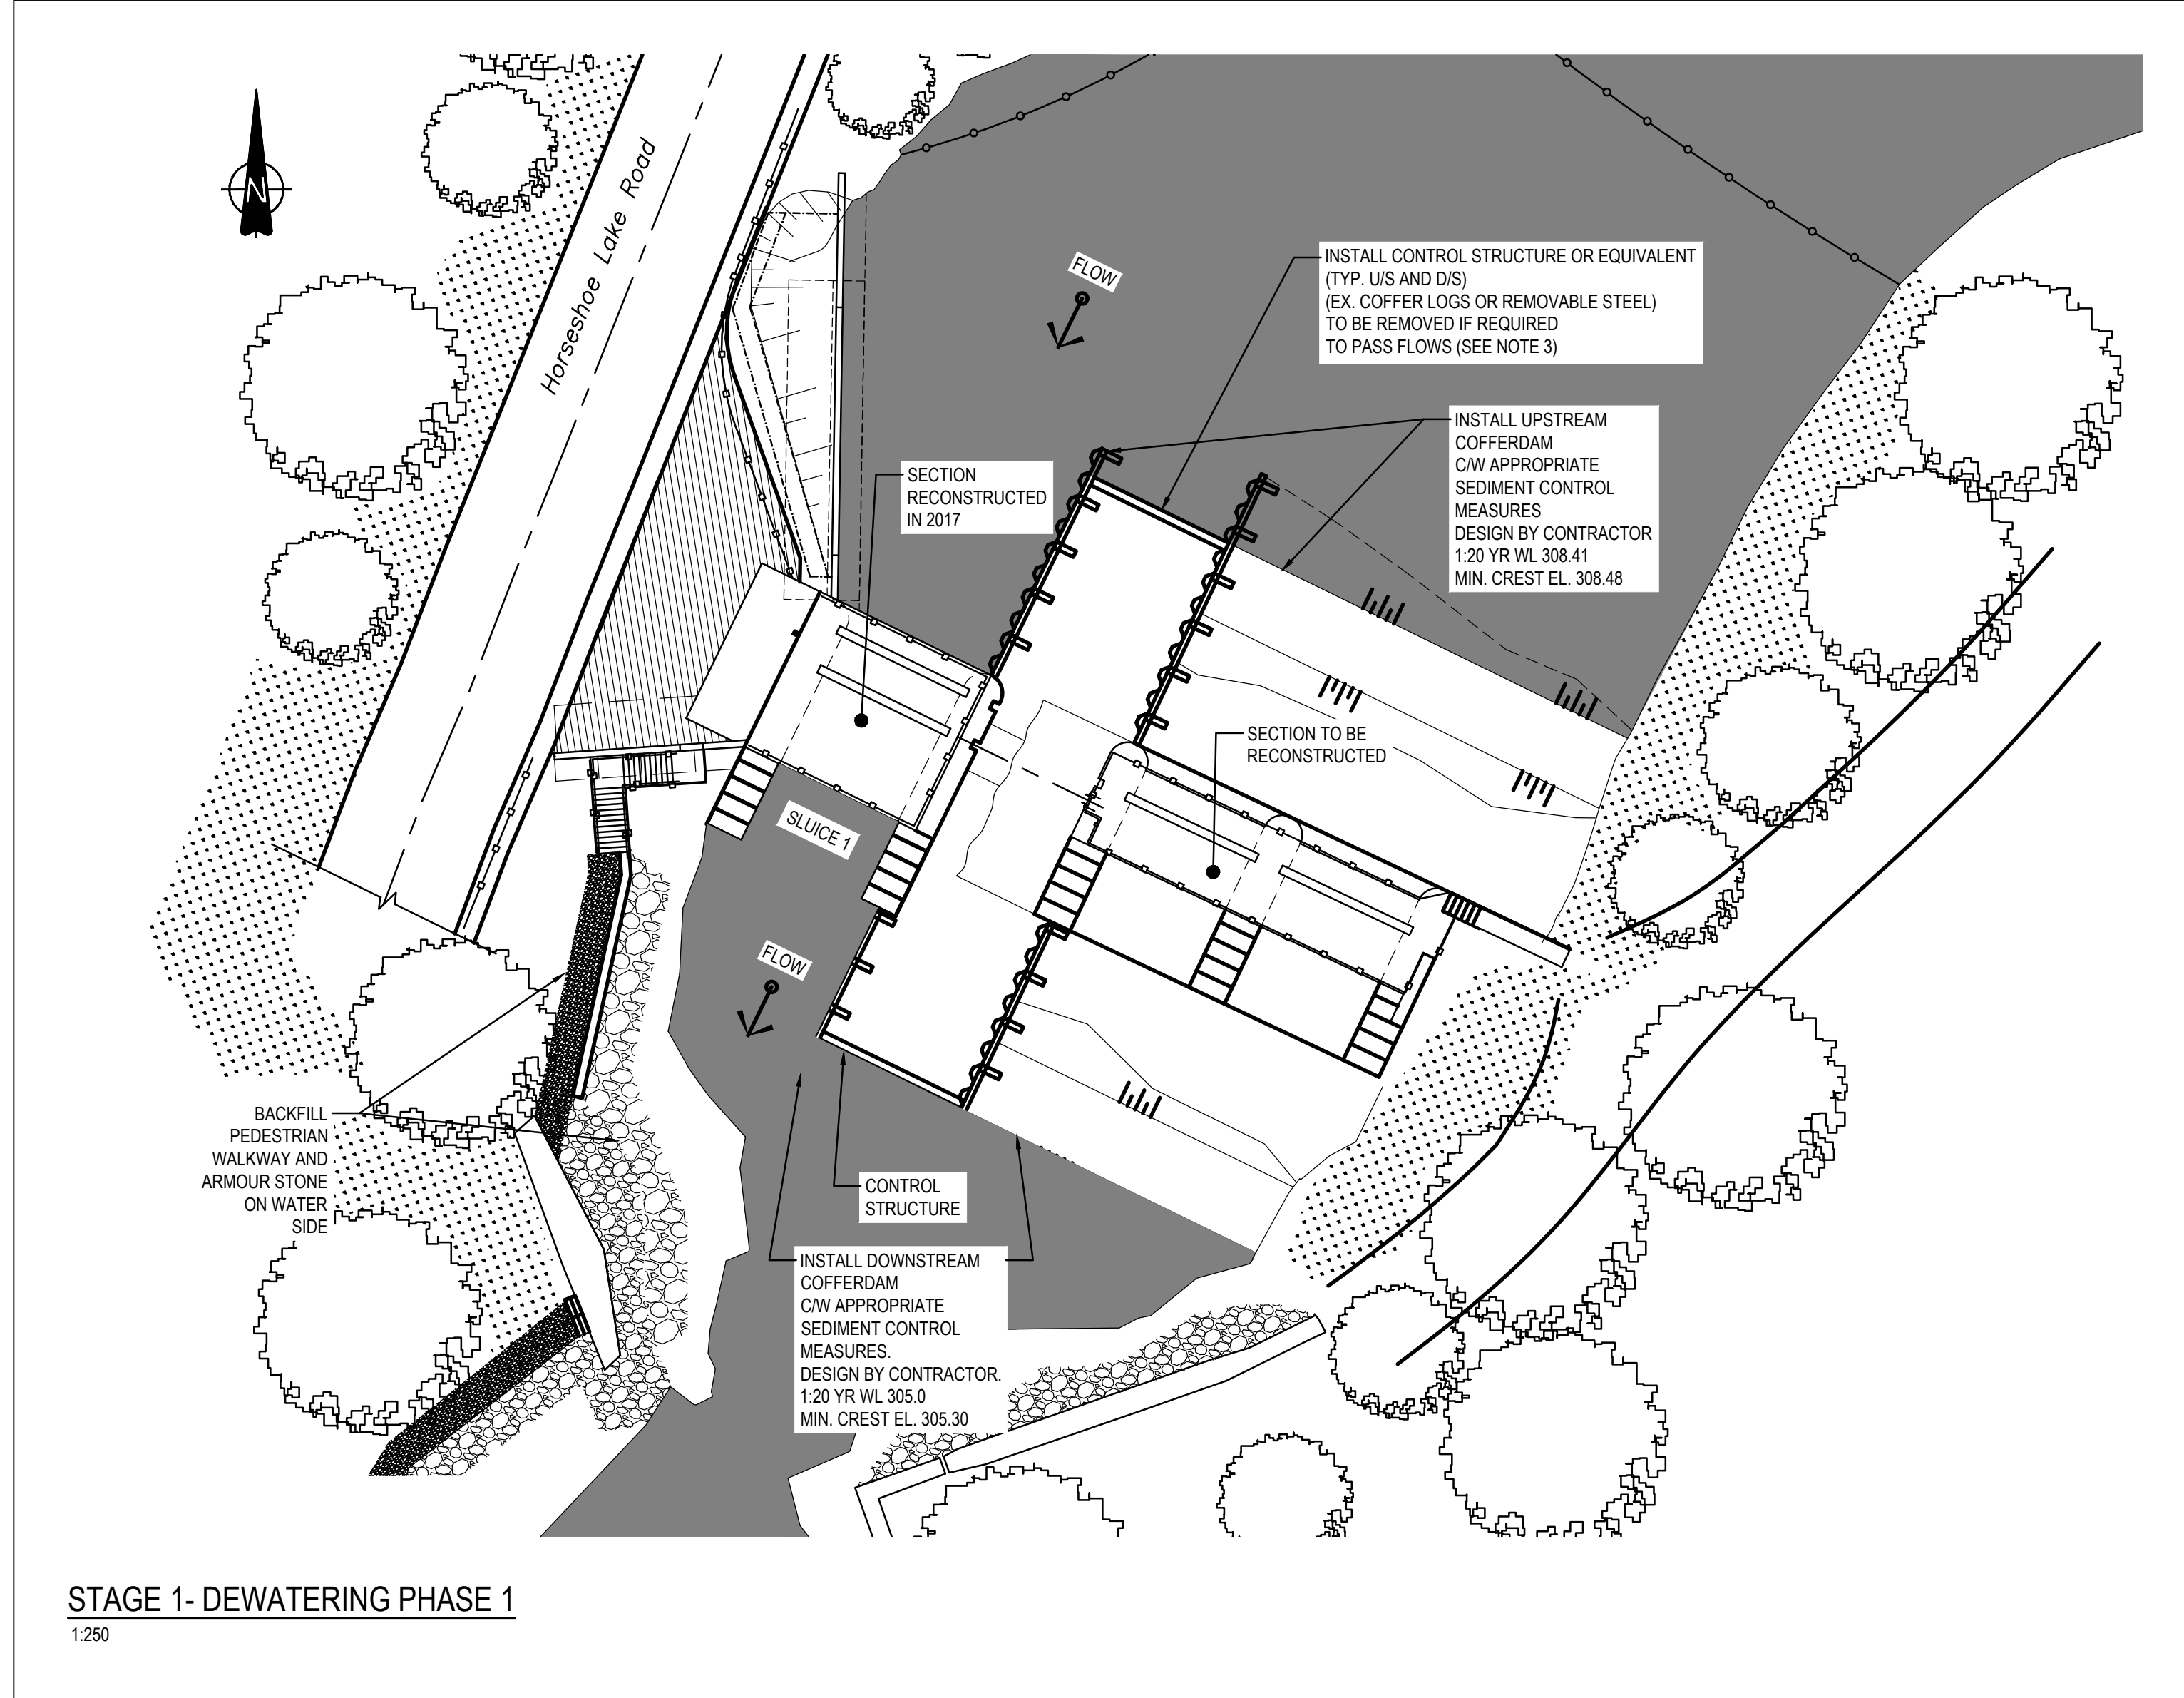 N
Horseshoe Lake Road
FLOW
INSTALL CONTROL STRUCTURE OR EQUIVALENT
(TYP. U/S AND D/S)
(EX. COFFER LOGS OR REMOVABLE STEEL)
TO BE REMOVED IF REQUIRED
TO PASS FLOWS (SEE NOTE 3)
INSTALL UPSTREAM
COFFERDAM
C/W APPROPRIATE
SEDIMENT CONTROL
MEASURES
DESIGN BY CONTRACTOR
1:20 YR WL 308.41
MIN. CREST EL. 308.48
SECTION
RECONSTRUCTED
IN 2017
SECTION TO BE
RECONSTRUCTED
SLUICE 1
FLOW
BACKFILL
PEDESTRIAN
WALKWAY AND
ARMOUR STONE
ON WATER
SIDE
CONTROL
STRUCTURE
INSTALL DOWNSTREAM
COFFERDAM
C/W APPROPRIATE
SEDIMENT CONTROL
MEASURES.
DESIGN BY CONTRACTOR.
1:20 YR WL 305.0
MIN. CREST EL. 305.30
STAGE 1- DEWATERING PHASE 1
1:250